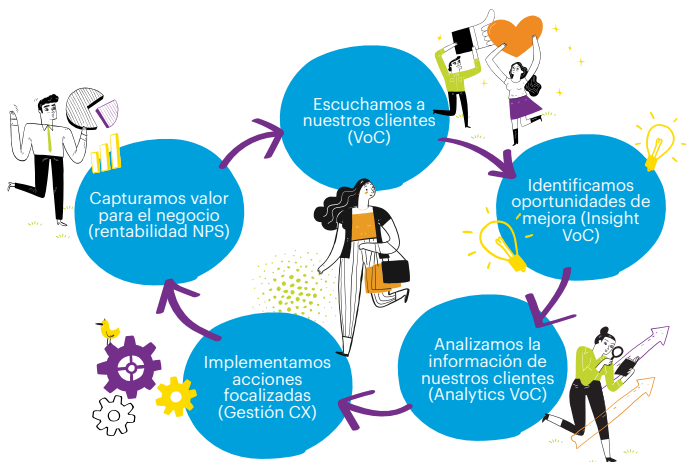 Escuchamos a
nuestros clientes
(VoC)
Identificamos
oportunidades de
mejora (Insight
VoC)
Analizamos la
información de
nuestros clientes
(Analytics VoC)
Implementamos
acciones
focalizadas
(Gestión CX)
Capturamos valor
para el negocio
(rentabilidad NPS)